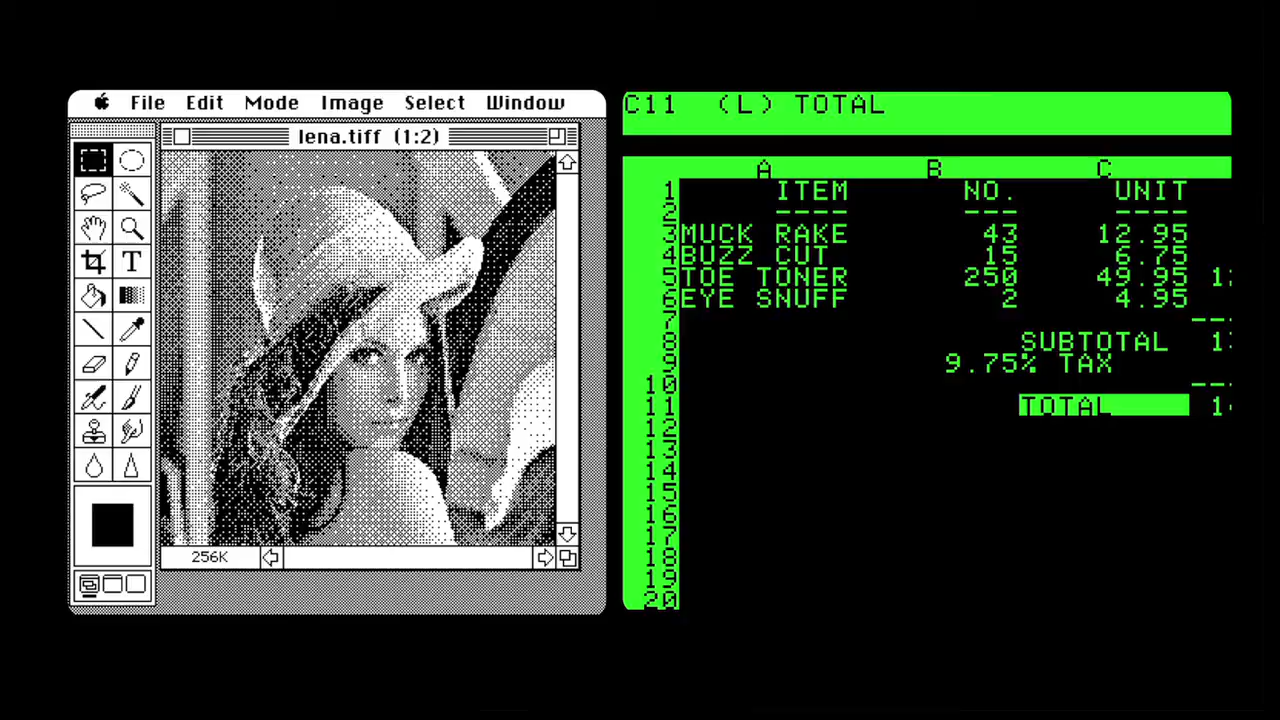 File Edit Mode Image Select Window
lena.tiff (1:2)
T
256K
C11 (L) TOTAL
A B C
1 ITEM NO. UNIT
2 ---- --- ----
3 MUCK RAKE 43 12.95
4 BUZZ CUT 15 6.75
5 TOE TONER 250 49.95 1
6 EYE SNUFF 2 4.95
7 --
8 SUBTOTAL 1
9 9.75% TAX
10 --
11 TOTAL 1
12
13
14
15
16
17
18
19
20